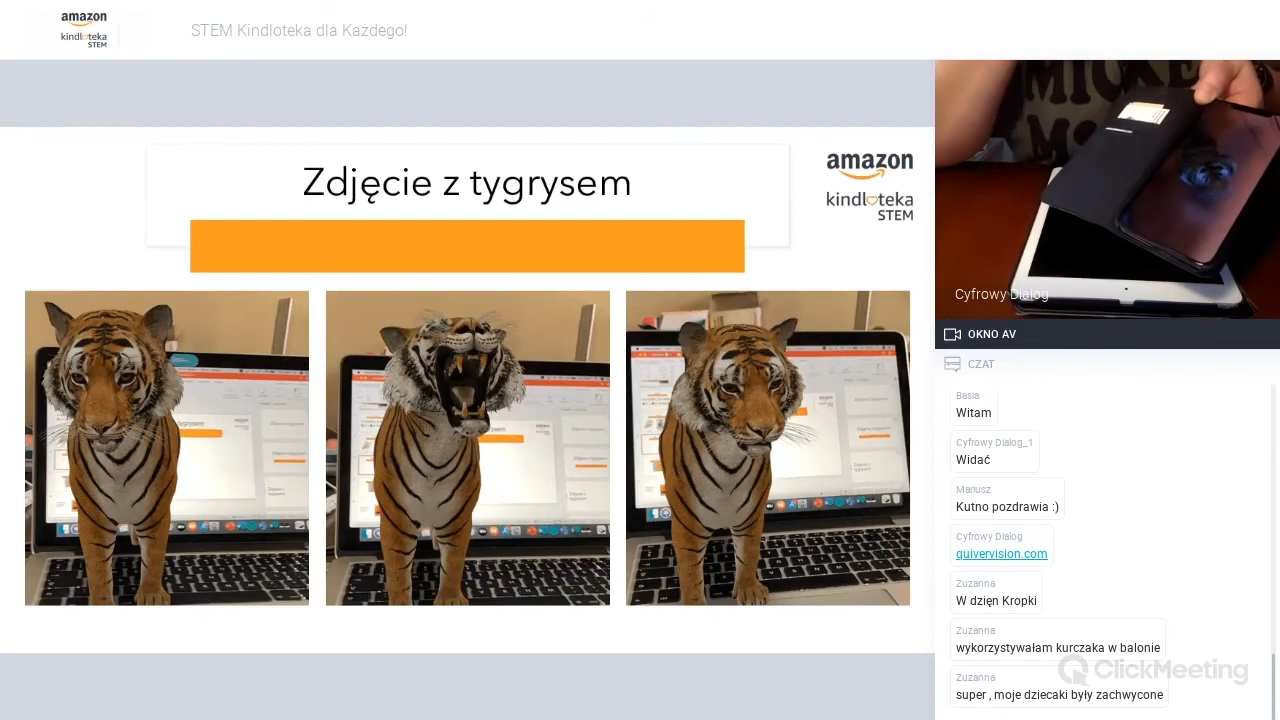 amazon
kindloteka
STEM
STEM Kindloteka dla Każdego!
Zdjęcie z tygrysem
amazon
kindloteka
STEM
Cyfrowy Dialog
OKNO AV
CZAT
Basia
Witam
Cyfrowy Dialog_1
Widać
Mariusz
Kutno pozdrawia :)
Cyfrowy Dialog
quivervision.com
Zuzanna
W dzięn Kropki
Zuzanna
wykorzystywałam kurczaka w balonie
ClickMeeting
Zuzanna
super , moje dzieciaki były zachwycone